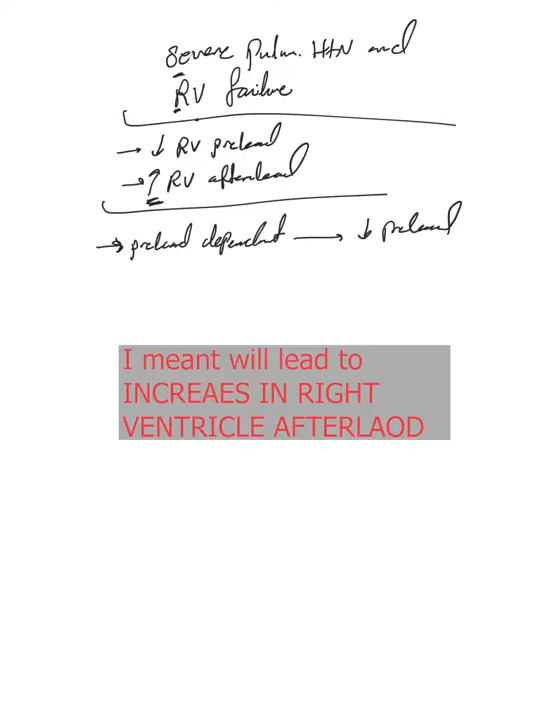 Severe pulm. HTN and
RV failure
→ ↓ RV preload
→ ↑ RV afterload
→ preload dependent → ↓ preload
I meant will lead to
INCREAES IN RIGHT
VENTRICLE AFTERLAOD